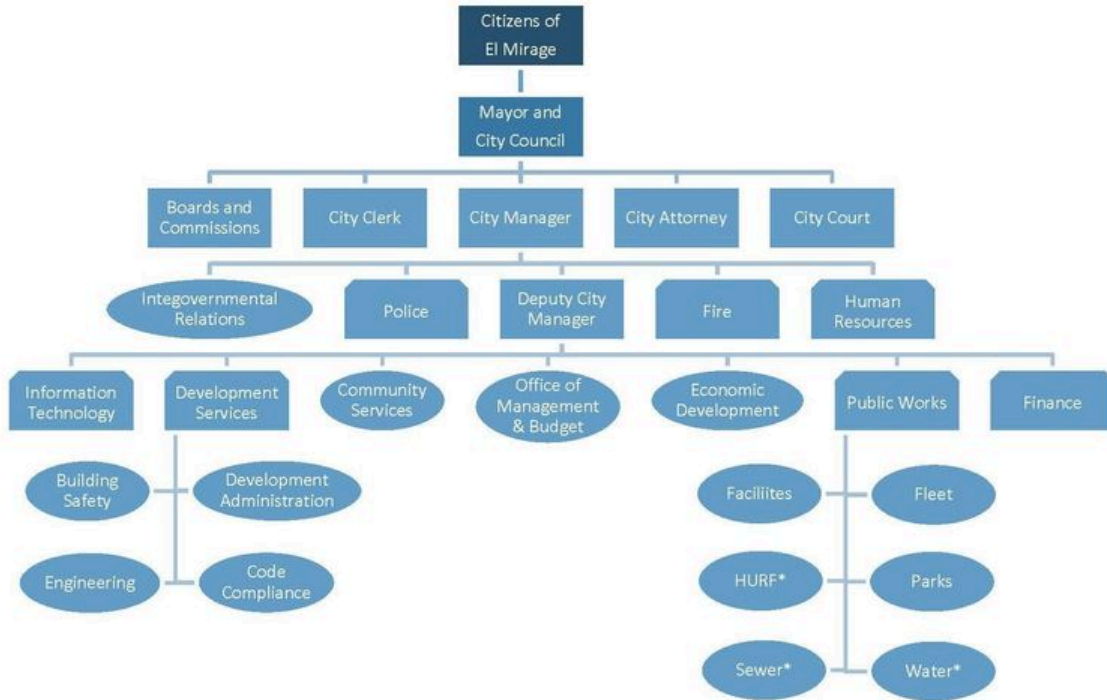 Citizens of
El Mirage
Mayor and
City Council
Boards and
Commissions
City Clerk
City Manager
City Attorney
City Court
Integovernmental
Relations
Police
Deputy City
Manager
Fire
Human
Resources
Information
Technology
Development
Services
Community
Services
Office of
Management
& Budget
Economic
Development
Public Works
Finance
Building
Safety
Development
Administration
Faciliites
Fleet
Engineering
Code
Compliance
HURF*
Parks
Sewer*
Water*